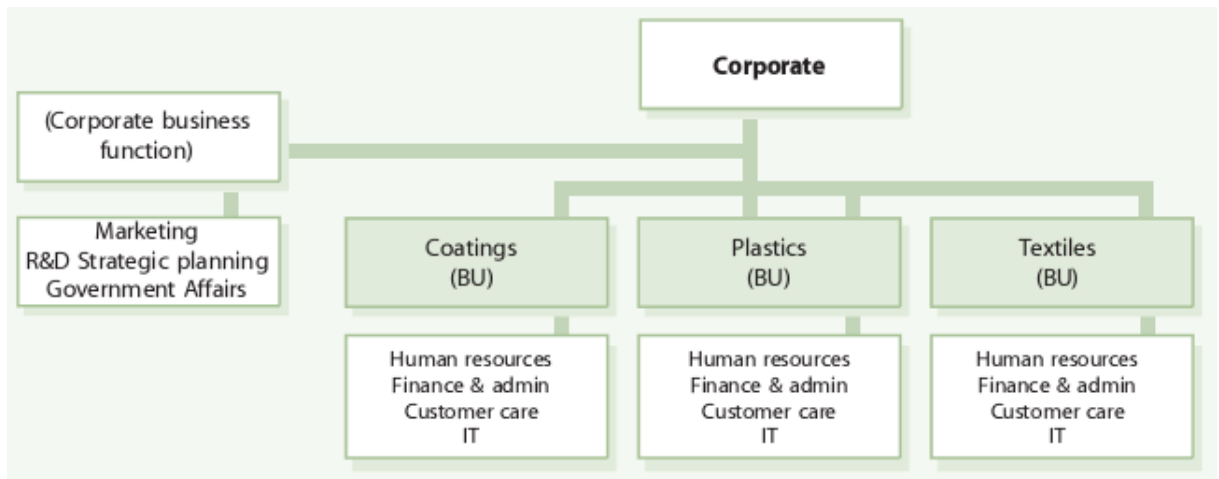 Corporate
(Corporate business
function)
Marketing
R&D Strategic planning
Government Affairs
Coatings
(BU)
Plastics
(BU)
Textiles
(BU)
Human resources
Finance & admin
Customer care
IT
Human resources
Finance & admin
Customer care
IT
Human resources
Finance & admin
Customer care
IT